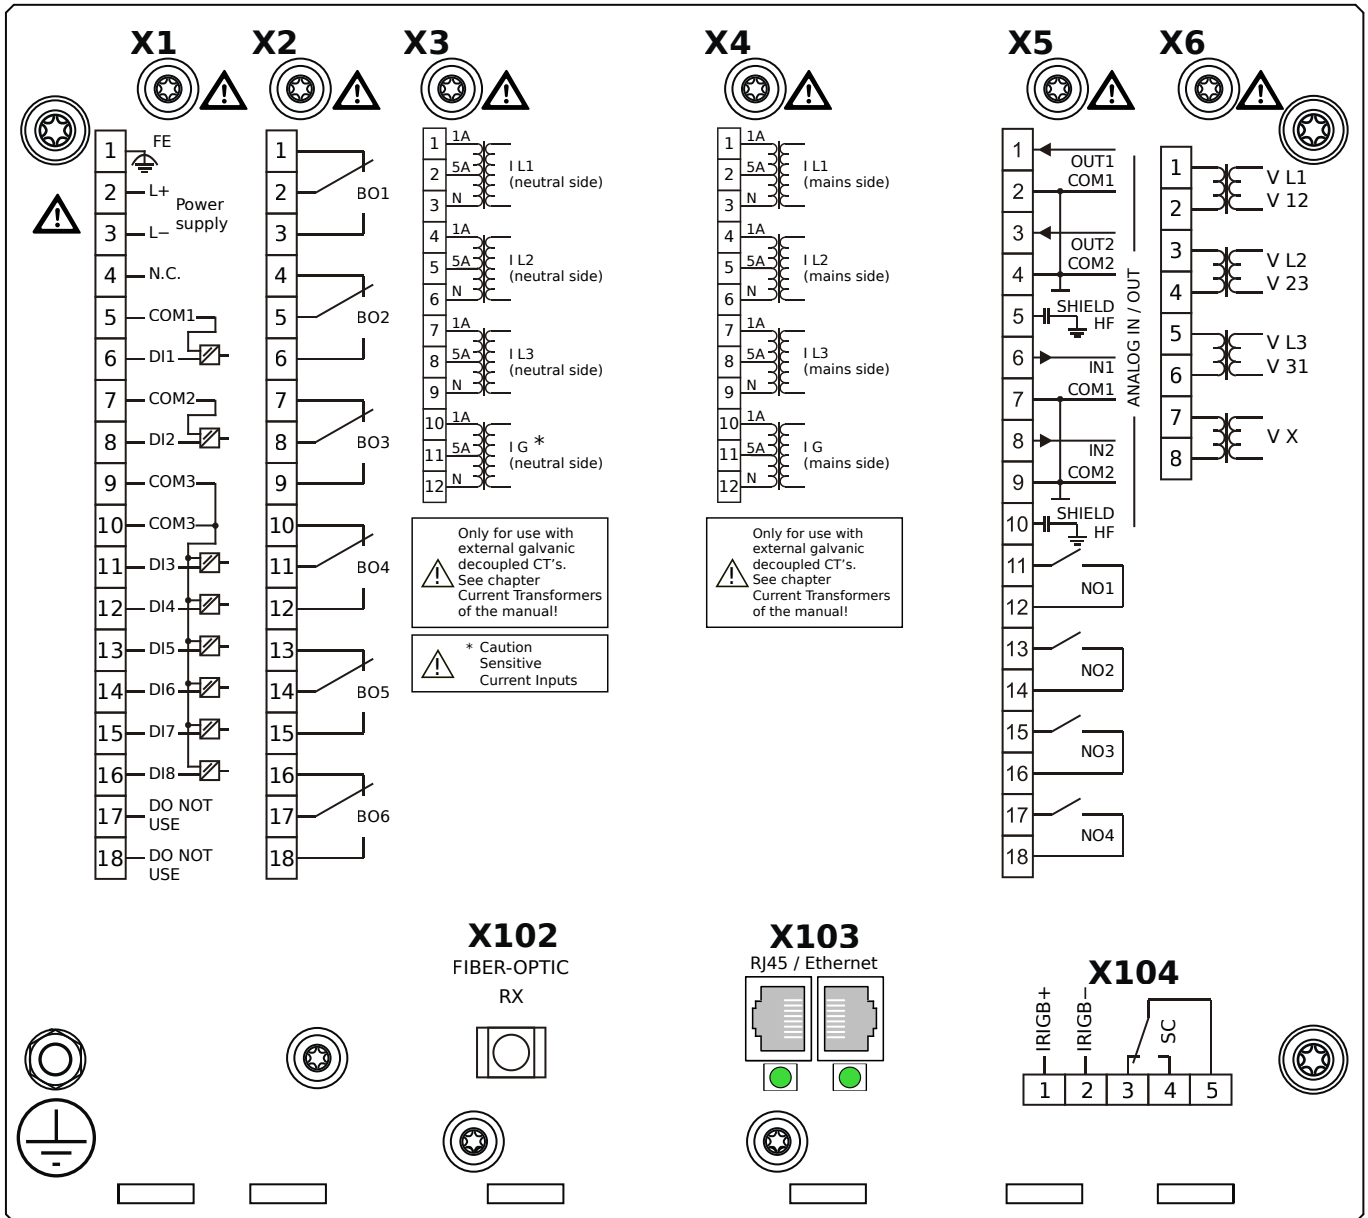 X1
X2
X3
X4
X5
X6
1
FE
2
L+
Power
supply
3
L−
4
N.C.
5
COM1
6
DI1
7
COM2
8
DI2
9
COM3
10
COM3
11
DI3
12
DI4
13
DI5
14
DI6
15
DI7
16
DI8
17
DO NOT
USE
18
DO NOT
USE
1
2
BO1
3
4
5
BO2
6
7
8
BO3
9
10
11
BO4
12
13
14
BO5
15
16
17
BO6
18
1
1A
2
5A
I L1
(neutral side)
3
N
4
1A
5
5A
I L2
(neutral side)
6
N
7
1A
8
5A
I L3
(neutral side)
9
N
10
1A
11
5A
I G *
(neutral side)
12
N
Only for use with
external galvanic
decoupled CT’s.
See chapter
Current Transformers
of the manual!
* Caution
Sensitive
Current Inputs
1
1A
2
5A
I L1
(mains side)
3
N
4
1A
5
5A
I L2
(mains side)
6
N
7
1A
8
5A
I L3
(mains side)
9
N
10
1A
11
5A
I G
(mains side)
12
N
Only for use with
external galvanic
decoupled CT’s.
See chapter
Current Transformers
of the manual!
1
OUT1
2
COM1
3
OUT2
4
COM2
5
SHIELD
HF
6
IN1
7
COM1
8
IN2
9
COM2
10
SHIELD
HF
ANALOG IN / OUT
11
NO1
12
13
NO2
14
15
NO3
16
17
NO4
18
1
V L1
2
V 12
3
V L2
4
V 23
5
V L3
6
V 31
7
V X
8
X102
FIBER-OPTIC
RX
X103
RJ45 / Ethernet
X104
IRIGB+
IRIGB−
SC
1 2 3 4 5